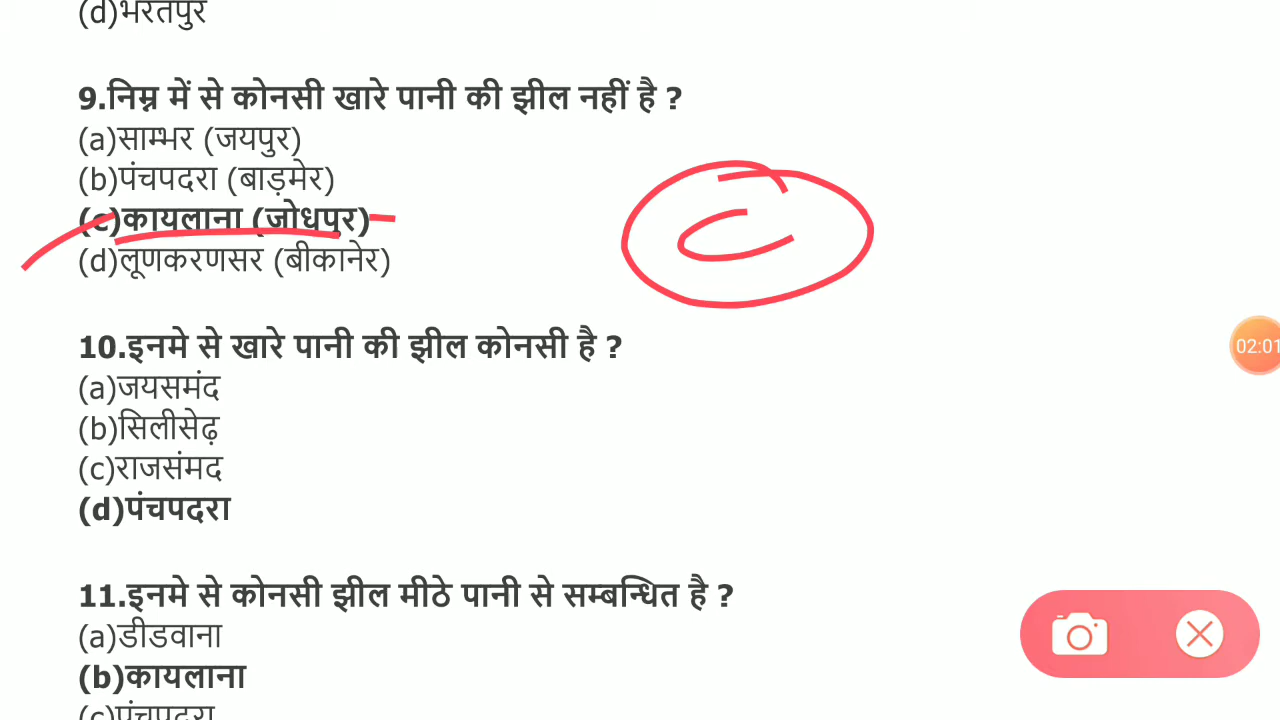 (d)भरतपुर
9.निम्न में से कोनसी खारे पानी की झील नहीं है ?
(a)साम्भर (जयपुर)
(b)पंचपदरा (बाड़मेर)
(c)कायलाना (जोधपुर)
(d)लूणकरणसर (बीकानेर)
C
10.इनमे से खारे पानी की झील कोनसी है ?
(a)जयसमंद
(b)सिलीसेढ़
(c)राजसंमद
(d)पंचपदरा
02:01
11.इनमे से कोनसी झील मीठे पानी से सम्बन्धित है ?
(a)डीडवाना
(b)कायलाना
(c)पंचपदरा